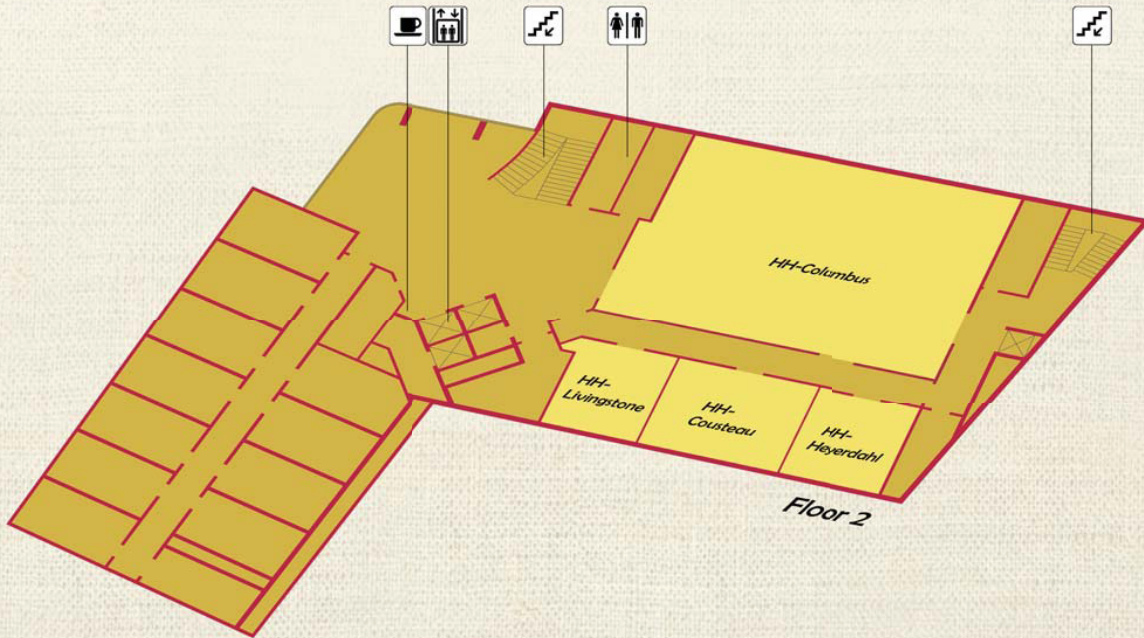 HH-Columbus
HH-
Livingstone
HH-
Cousteau
HH-
Heyerdahl
Floor 2